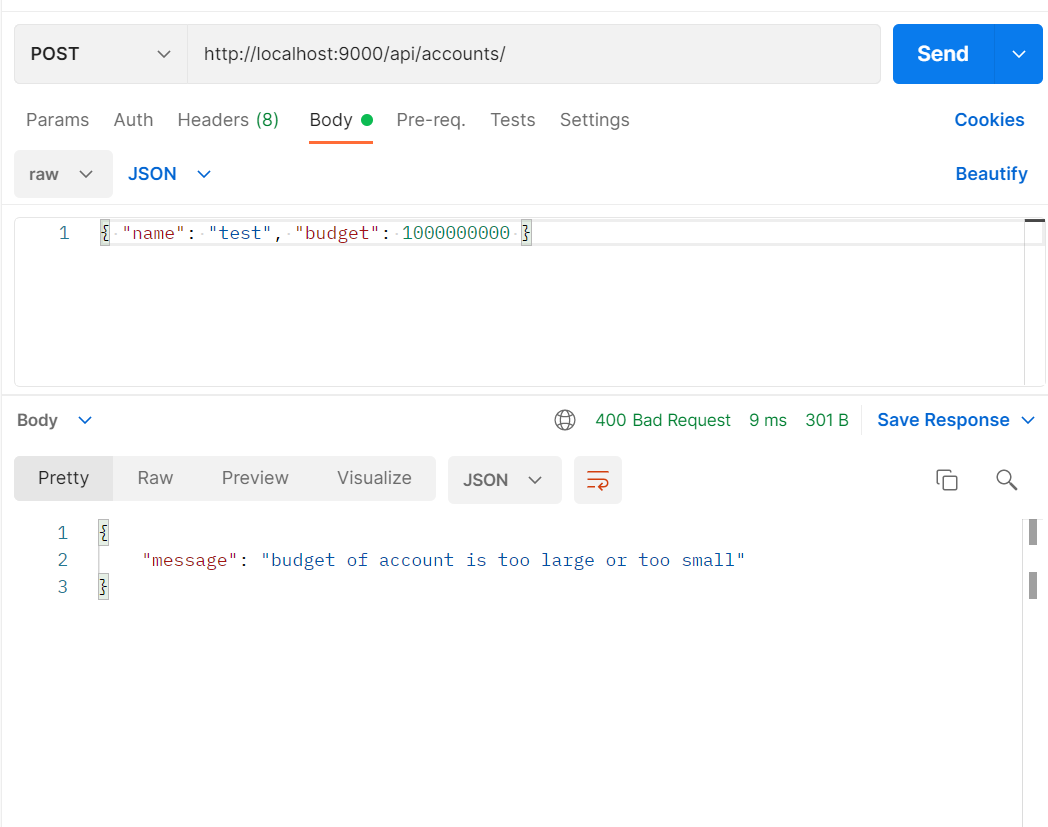 POST http://localhost:9000/api/accounts/ Send
Params Auth Headers (8) Body Pre-req. Tests Settings Cookies
raw JSON Beautify
1 { "name": "test", "budget": 1000000000 }
Body 400 Bad Request 9 ms 301 B Save Response
Pretty Raw Preview Visualize JSON
1 {
2 "message": "budget of account is too large or too small"
3 }